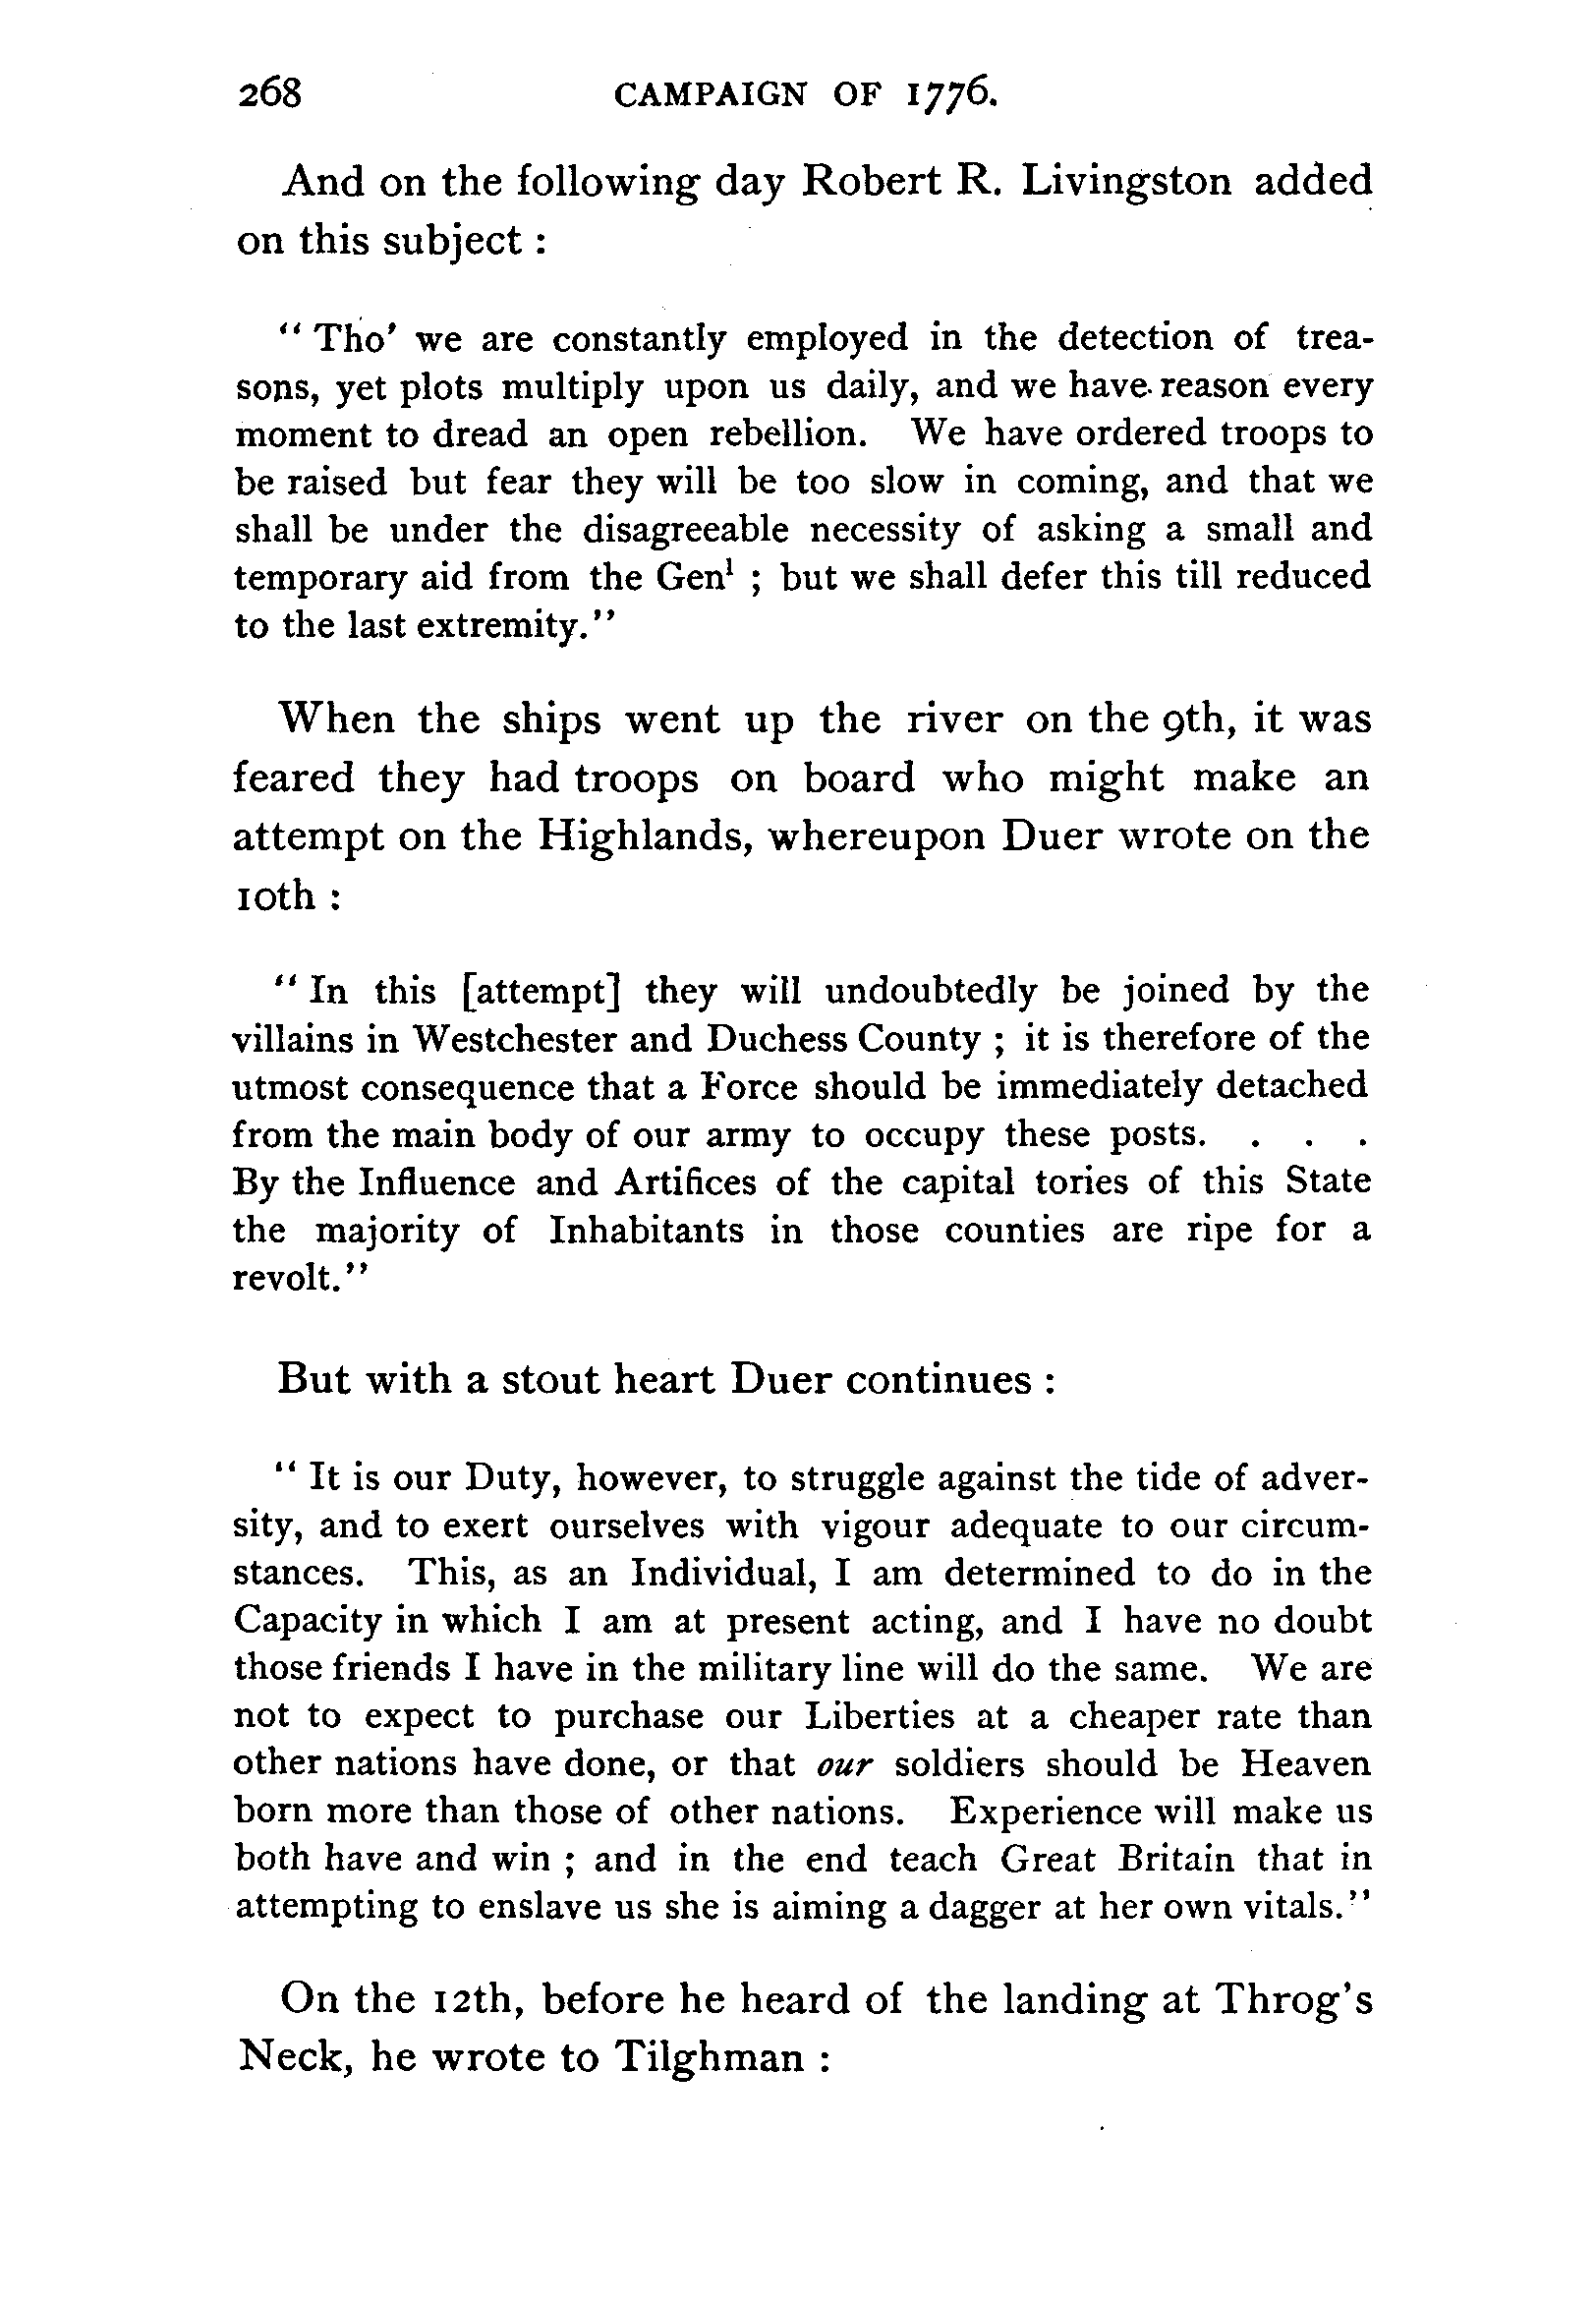 268 CAMPAIGN OF 1776.
And on the following day Robert R. Livingston added
on this subject :
“ Tho’ we are constantly employed in the detection of trea-
sons, yet plots multiply upon us daily, and we have reason every
moment to dread an open rebellion. We have ordered troops to
be raised but fear they will be too slow in coming, and that we
shall be under the disagreeable necessity of asking a small and
temporary aid from the Genˡ ; but we shall defer this till reduced
to the last extremity.”
When the ships went up the river on the 9th, it was
feared they had troops on board who might make an
attempt on the Highlands, whereupon Duer wrote on the
10th :
“ In this [attempt] they will undoubtedly be joined by the
villains in Westchester and Duchess County ; it is therefore of the
utmost consequence that a Force should be immediately detached
from the main body of our army to occupy these posts. . . .
By the Influence and Artifices of the capital tories of this State
the majority of Inhabitants in those counties are ripe for a
revolt.”
But with a stout heart Duer continues :
“ It is our Duty, however, to struggle against the tide of adver-
sity, and to exert ourselves with vigour adequate to our circum-
stances. This, as an Individual, I am determined to do in the
Capacity in which I am at present acting, and I have no doubt
those friends I have in the military line will do the same. We are
not to expect to purchase our Liberties at a cheaper rate than
other nations have done, or that our soldiers should be Heaven
born more than those of other nations. Experience will make us
both have and win ; and in the end teach Great Britain that in
attempting to enslave us she is aiming a dagger at her own vitals.”
On the 12th, before he heard of the landing at Throg’s
Neck, he wrote to Tilghman :